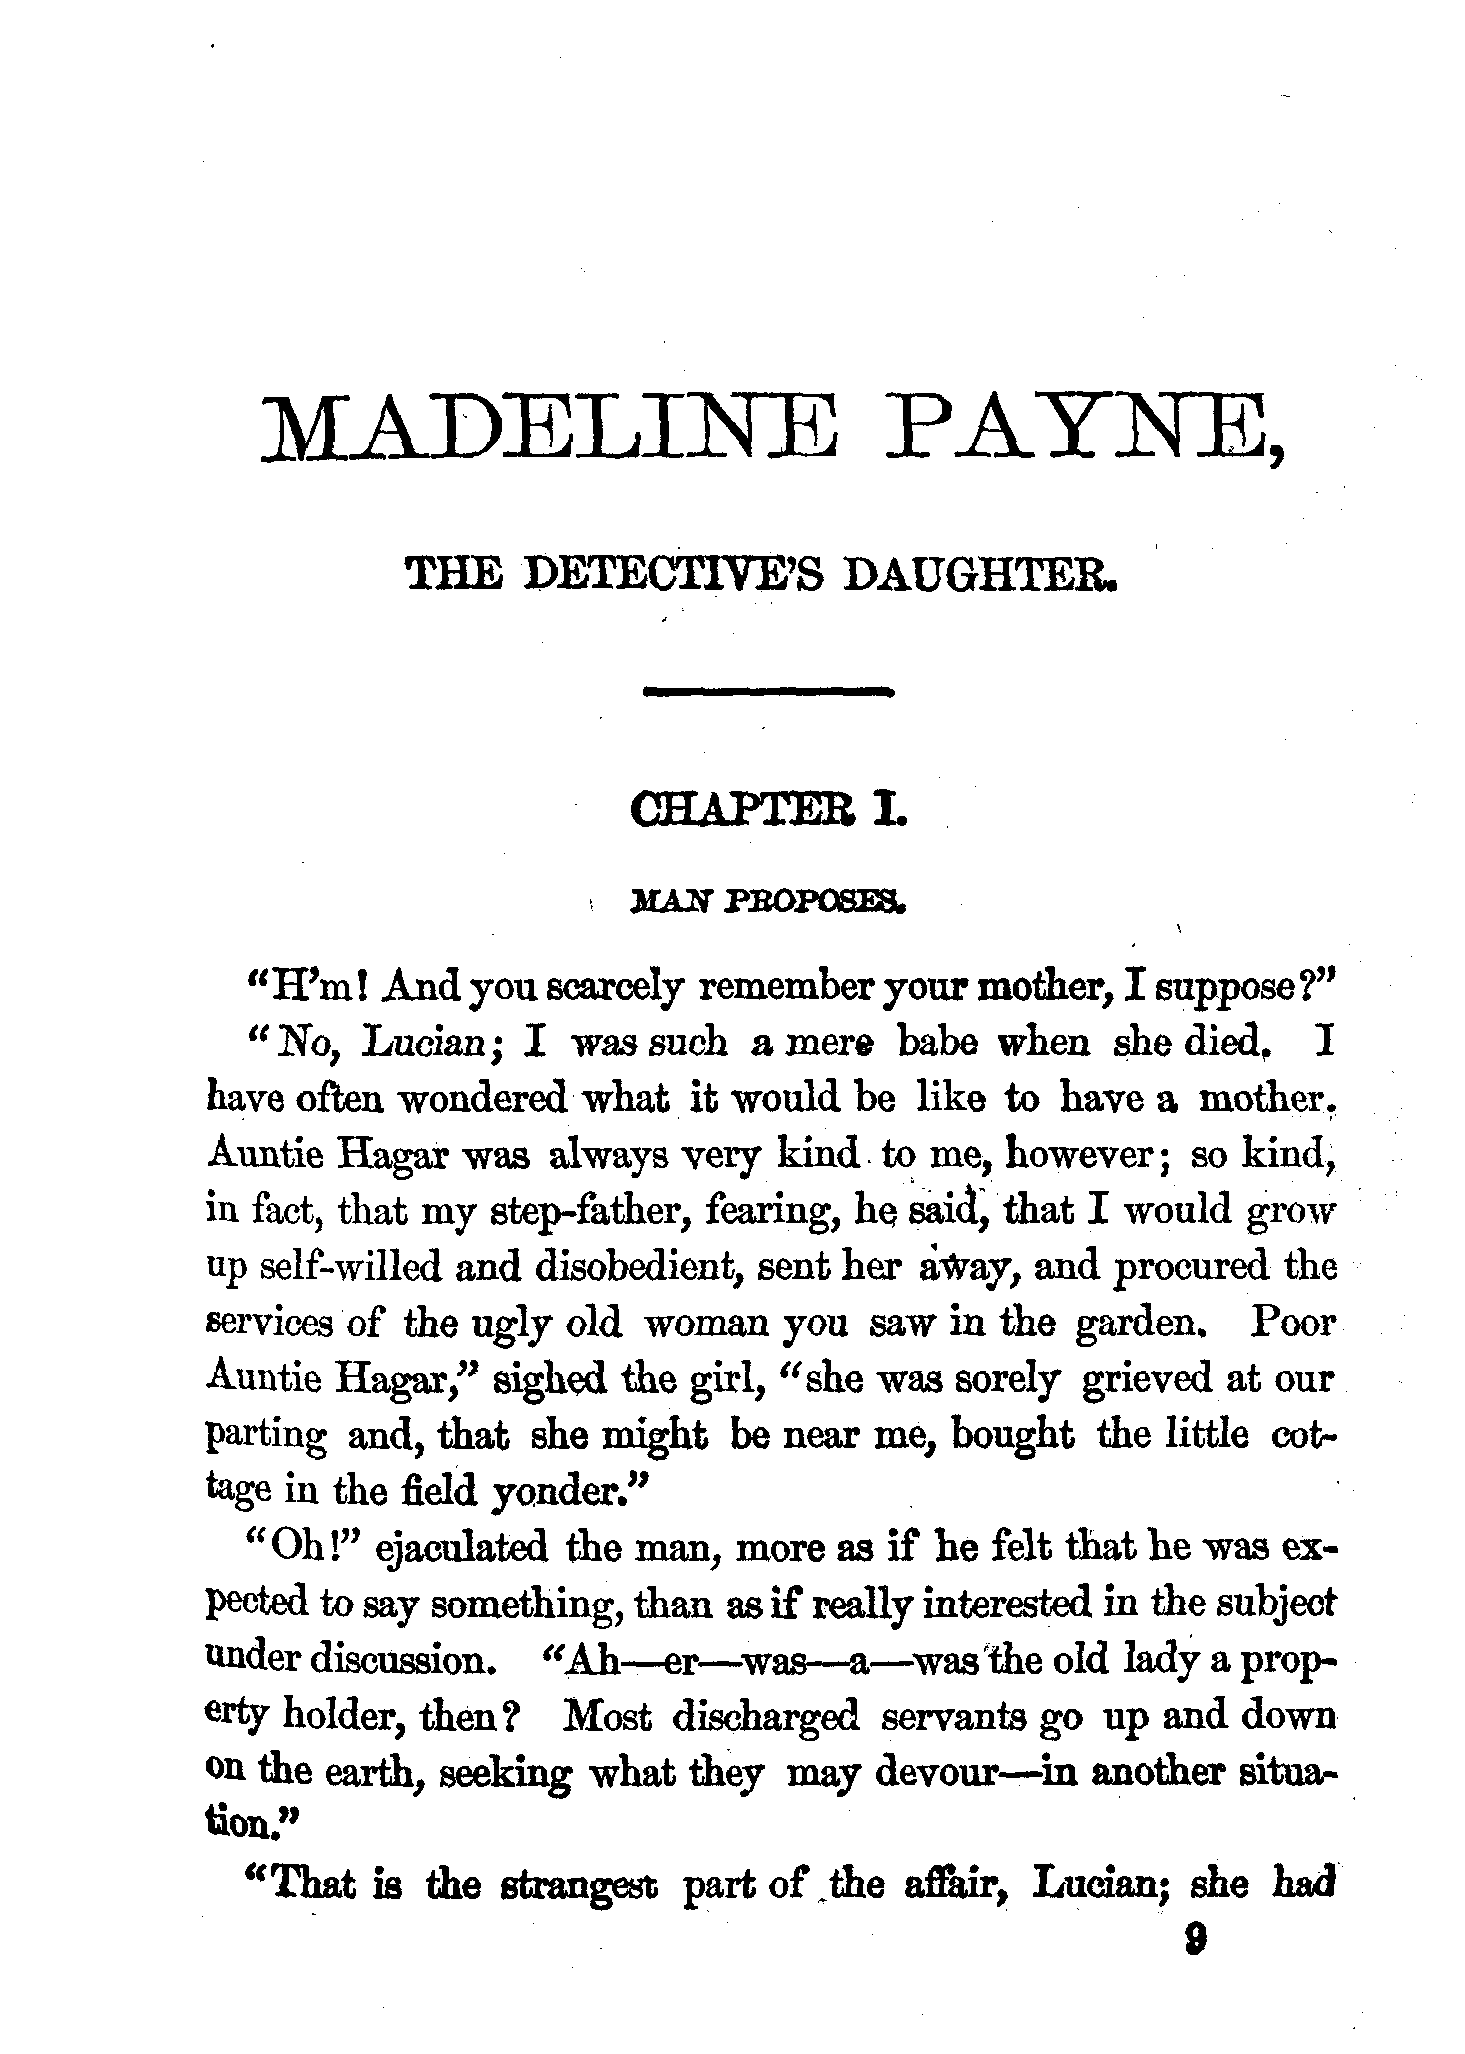 MADELINE PAYNE,
THE DETECTIVE'S DAUGHTER.
CHAPTER I.
MAN PROPOSES.
"H'm! And you scarcely remember your mother, I suppose?"
"No, Lucian; I was such a mere babe when she died. I
have often wondered what it would be like to have a mother.
Auntie Hagar was always very kind to me, however; so kind,
in fact, that my step-father, fearing, he said, that I would grow
up self-willed and disobedient, sent her away, and procured the
services of the ugly old woman you saw in the garden. Poor
Auntie Hagar," sighed the girl, "she was sorely grieved at our
parting and, that she might be near me, bought the little cot-
tage in the field yonder."
"Oh!" ejaculated the man, more as if he felt that he was ex-
pected to say something, than as if really interested in the subject
under discussion. "Ah—er—was—a—was the old lady a prop-
erty holder, then? Most discharged servants go up and down
on the earth, seeking what they may devour—in another situa-
tion."
"That is the strangest part of the affair, Lucian; she had
9